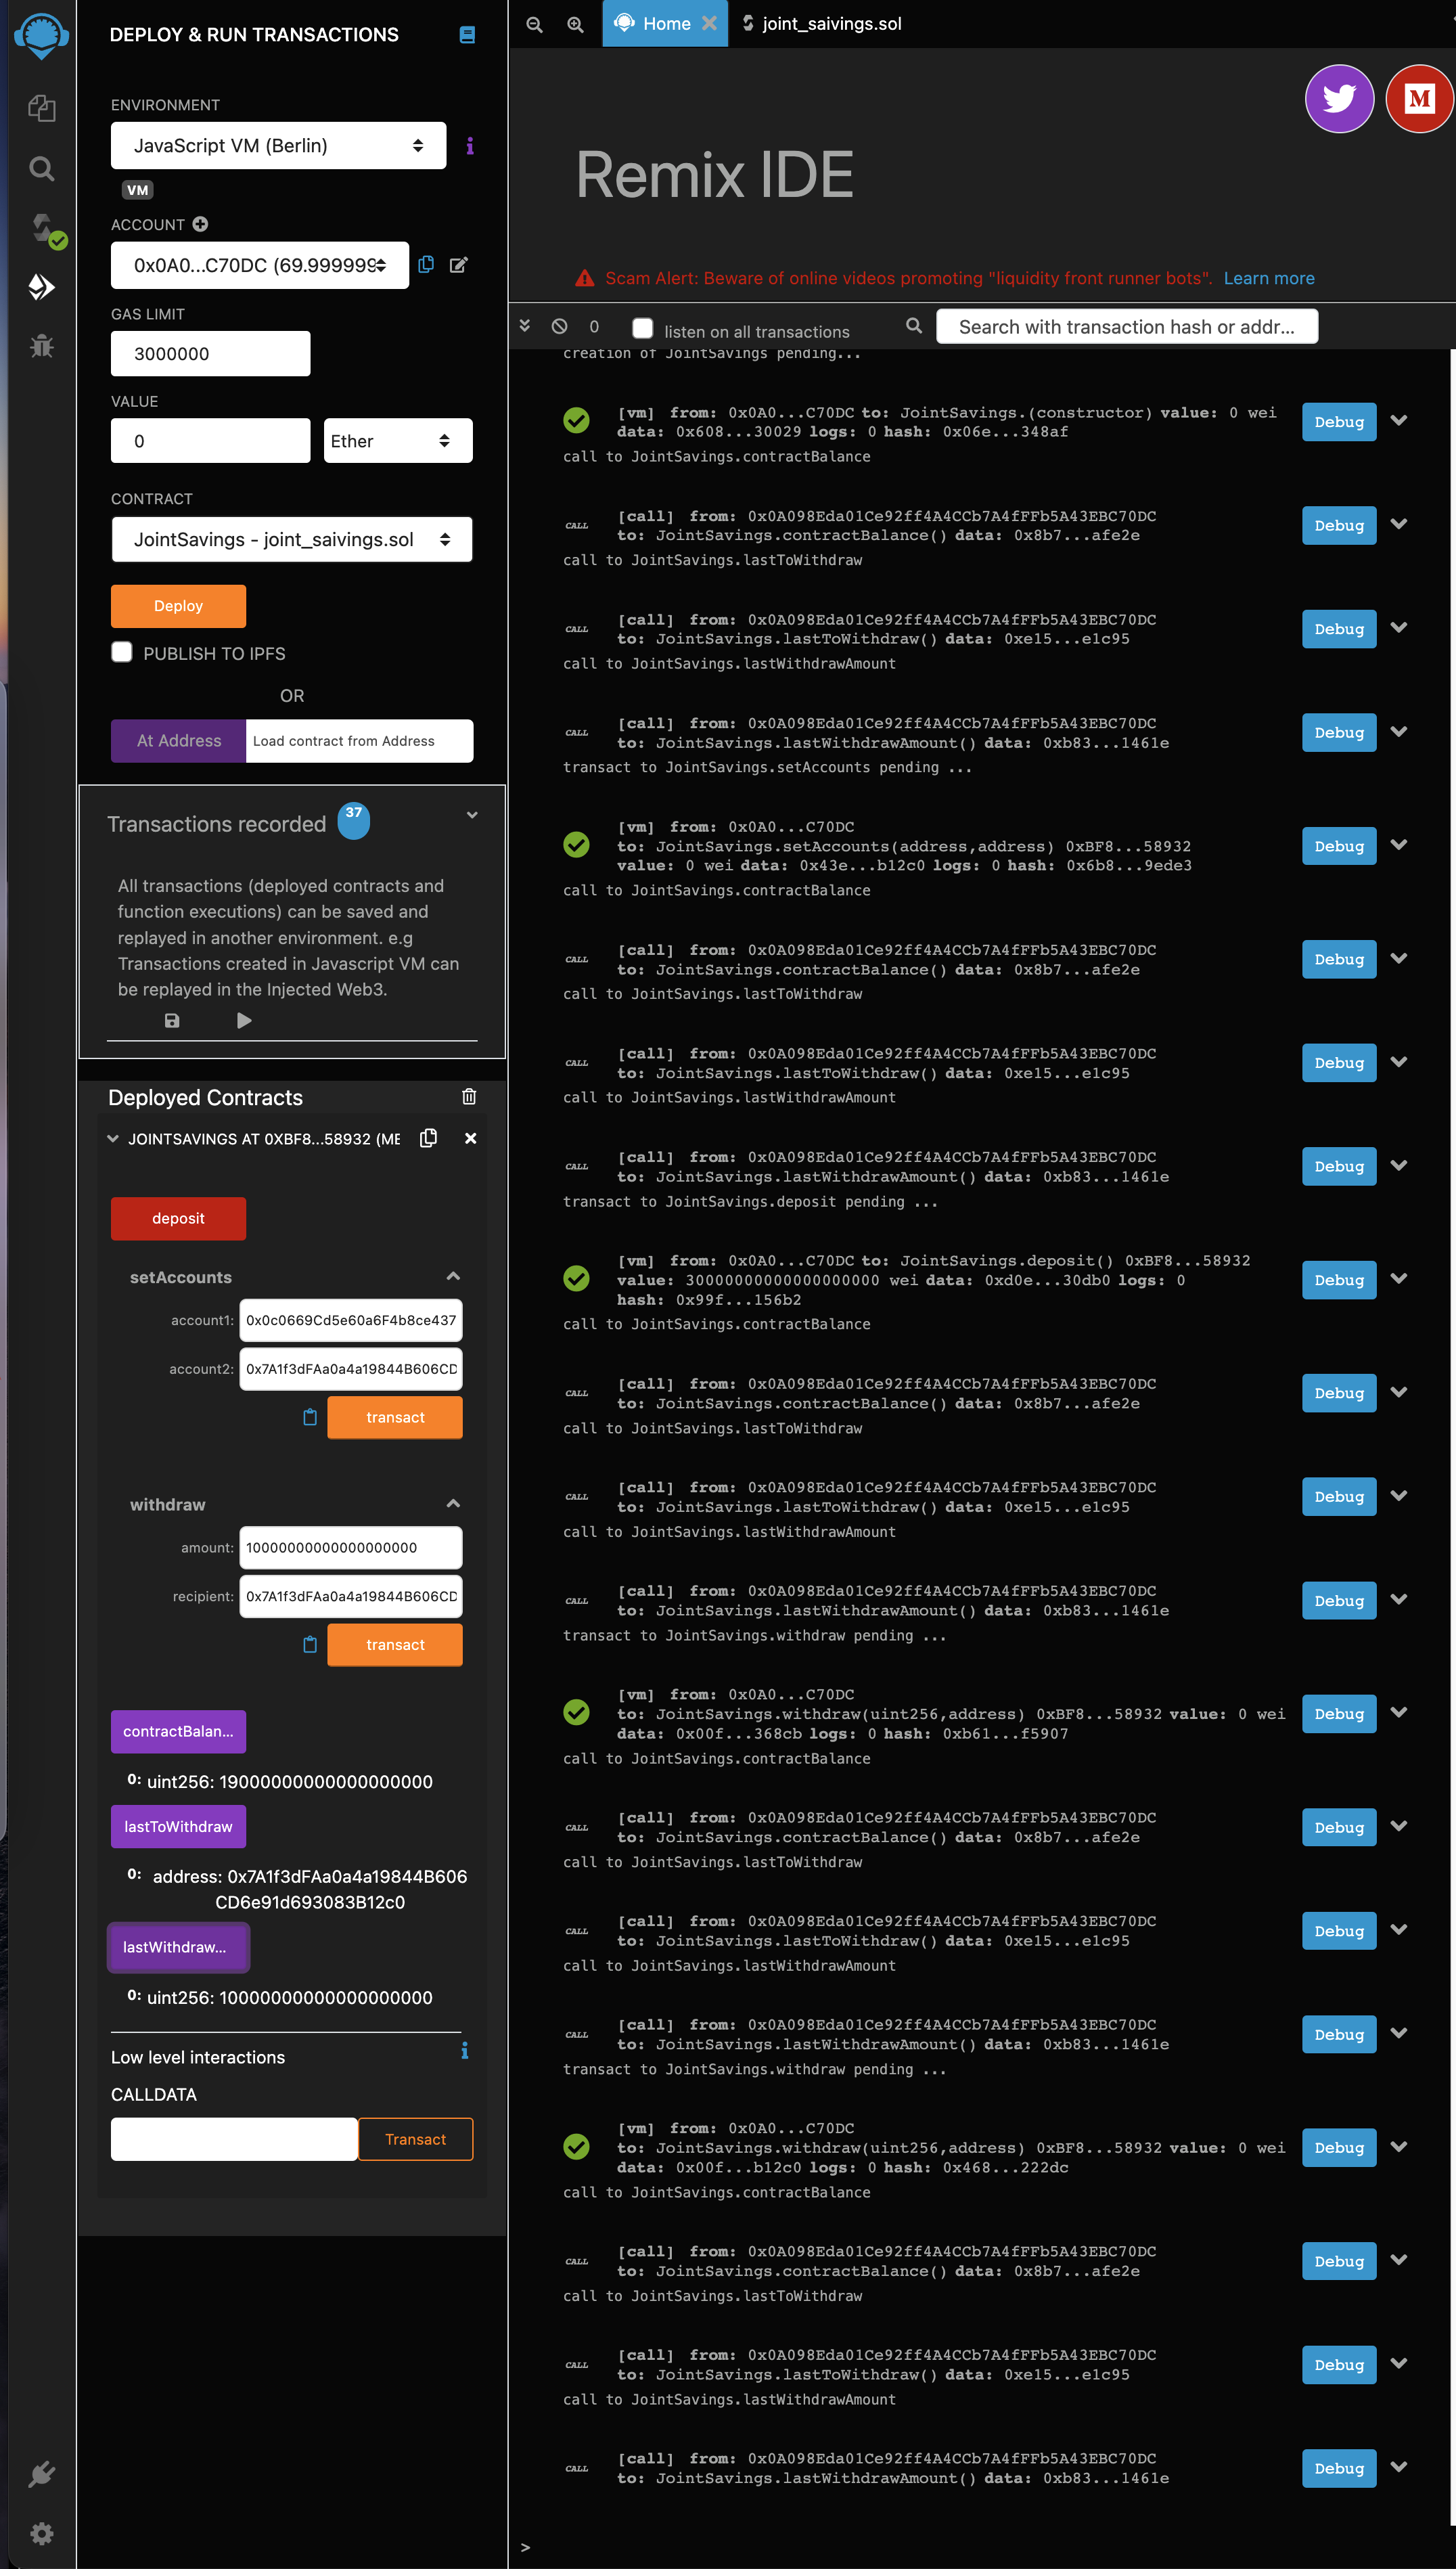 DEPLOY & RUN TRANSACTIONS
ENVIRONMENT
JavaScript VM (Berlin)
VM
ACCOUNT
0x0A0...C70DC (69.999999
GAS LIMIT
3000000
VALUE
0
Ether
CONTRACT
JointSavings - joint_saivings.sol
Deploy
PUBLISH TO IPFS
OR
At Address
Load contract from Address
Transactions recorded 37
All transactions (deployed contracts and
function executions) can be saved and
replayed in another environment. e.g
Transactions created in Javascript VM can
be replayed in the Injected Web3.
Deployed Contracts
JOINTSAVINGS AT 0XBF8...58932 (ME
deposit
setAccounts
account1: 0x0c0669Cd5e60a6F4b8ce437
account2: 0x7A1f3dFAa0a4a19844B606CD
transact
withdraw
amount: 10000000000000000000
recipient: 0x7A1f3dFAa0a4a19844B606CD
transact
contractBalan...
0: uint256: 19000000000000000000
lastToWithdraw
0: address: 0x7A1f3dFAa0a4a19844B606
CD6e91d693083B12c0
lastWithdraw...
0: uint256: 10000000000000000000
Low level interactions
CALLDATA
Transact
Home
joint_saivings.sol
M
Remix IDE
Scam Alert: Beware of online videos promoting "liquidity front runner bots". Learn more
0
listen on all transactions
Search with transaction hash or addr...
creation of JointSavings pending...
[vm] from: 0x0A0...C70DC to: JointSavings.(constructor) value: 0 wei
data: 0x608...30029 logs: 0 hash: 0x06e...348af
Debug
call to JointSavings.contractBalance
CALL
[call] from: 0x0A098Eda01Ce92ff4A4CCb7A4fFFb5A43EBC70DC
to: JointSavings.contractBalance() data: 0x8b7...afe2e
Debug
call to JointSavings.lastToWithdraw
CALL
[call] from: 0x0A098Eda01Ce92ff4A4CCb7A4fFFb5A43EBC70DC
to: JointSavings.lastToWithdraw() data: 0xe15...e1c95
Debug
call to JointSavings.lastWithdrawAmount
CALL
[call] from: 0x0A098Eda01Ce92ff4A4CCb7A4fFFb5A43EBC70DC
to: JointSavings.lastWithdrawAmount() data: 0xb83...1461e
Debug
transact to JointSavings.setAccounts pending ...
[vm] from: 0x0A0...C70DC
to: JointSavings.setAccounts(address,address) 0xBF8...58932
value: 0 wei data: 0x43e...b12c0 logs: 0 hash: 0x6b8...9ede3
Debug
call to JointSavings.contractBalance
CALL
[call] from: 0x0A098Eda01Ce92ff4A4CCb7A4fFFb5A43EBC70DC
to: JointSavings.contractBalance() data: 0x8b7...afe2e
Debug
call to JointSavings.lastToWithdraw
CALL
[call] from: 0x0A098Eda01Ce92ff4A4CCb7A4fFFb5A43EBC70DC
to: JointSavings.lastToWithdraw() data: 0xe15...e1c95
Debug
call to JointSavings.lastWithdrawAmount
CALL
[call] from: 0x0A098Eda01Ce92ff4A4CCb7A4fFFb5A43EBC70DC
to: JointSavings.lastWithdrawAmount() data: 0xb83...1461e
Debug
transact to JointSavings.deposit pending ...
[vm] from: 0x0A0...C70DC to: JointSavings.deposit() 0xBF8...58932
value: 30000000000000000000 wei data: 0xd0e...30db0 logs: 0
hash: 0x99f...156b2
Debug
call to JointSavings.contractBalance
CALL
[call] from: 0x0A098Eda01Ce92ff4A4CCb7A4fFFb5A43EBC70DC
to: JointSavings.contractBalance() data: 0x8b7...afe2e
Debug
call to JointSavings.lastToWithdraw
CALL
[call] from: 0x0A098Eda01Ce92ff4A4CCb7A4fFFb5A43EBC70DC
to: JointSavings.lastToWithdraw() data: 0xe15...e1c95
Debug
call to JointSavings.lastWithdrawAmount
CALL
[call] from: 0x0A098Eda01Ce92ff4A4CCb7A4fFFb5A43EBC70DC
to: JointSavings.lastWithdrawAmount() data: 0xb83...1461e
Debug
transact to JointSavings.withdraw pending ...
[vm] from: 0x0A0...C70DC
to: JointSavings.withdraw(uint256,address) 0xBF8...58932 value: 0 wei
data: 0x00f...368cb logs: 0 hash: 0xb61...f5907
Debug
call to JointSavings.contractBalance
CALL
[call] from: 0x0A098Eda01Ce92ff4A4CCb7A4fFFb5A43EBC70DC
to: JointSavings.contractBalance() data: 0x8b7...afe2e
Debug
call to JointSavings.lastToWithdraw
CALL
[call] from: 0x0A098Eda01Ce92ff4A4CCb7A4fFFb5A43EBC70DC
to: JointSavings.lastToWithdraw() data: 0xe15...e1c95
Debug
call to JointSavings.lastWithdrawAmount
CALL
[call] from: 0x0A098Eda01Ce92ff4A4CCb7A4fFFb5A43EBC70DC
to: JointSavings.lastWithdrawAmount() data: 0xb83...1461e
Debug
transact to JointSavings.withdraw pending ...
[vm] from: 0x0A0...C70DC
to: JointSavings.withdraw(uint256,address) 0xBF8...58932 value: 0 wei
data: 0x00f...b12c0 logs: 0 hash: 0x468...222dc
Debug
call to JointSavings.contractBalance
CALL
[call] from: 0x0A098Eda01Ce92ff4A4CCb7A4fFFb5A43EBC70DC
to: JointSavings.contractBalance() data: 0x8b7...afe2e
Debug
call to JointSavings.lastToWithdraw
CALL
[call] from: 0x0A098Eda01Ce92ff4A4CCb7A4fFFb5A43EBC70DC
to: JointSavings.lastToWithdraw() data: 0xe15...e1c95
Debug
call to JointSavings.lastWithdrawAmount
CALL
[call] from: 0x0A098Eda01Ce92ff4A4CCb7A4fFFb5A43EBC70DC
to: JointSavings.lastWithdrawAmount() data: 0xb83...1461e
Debug
>